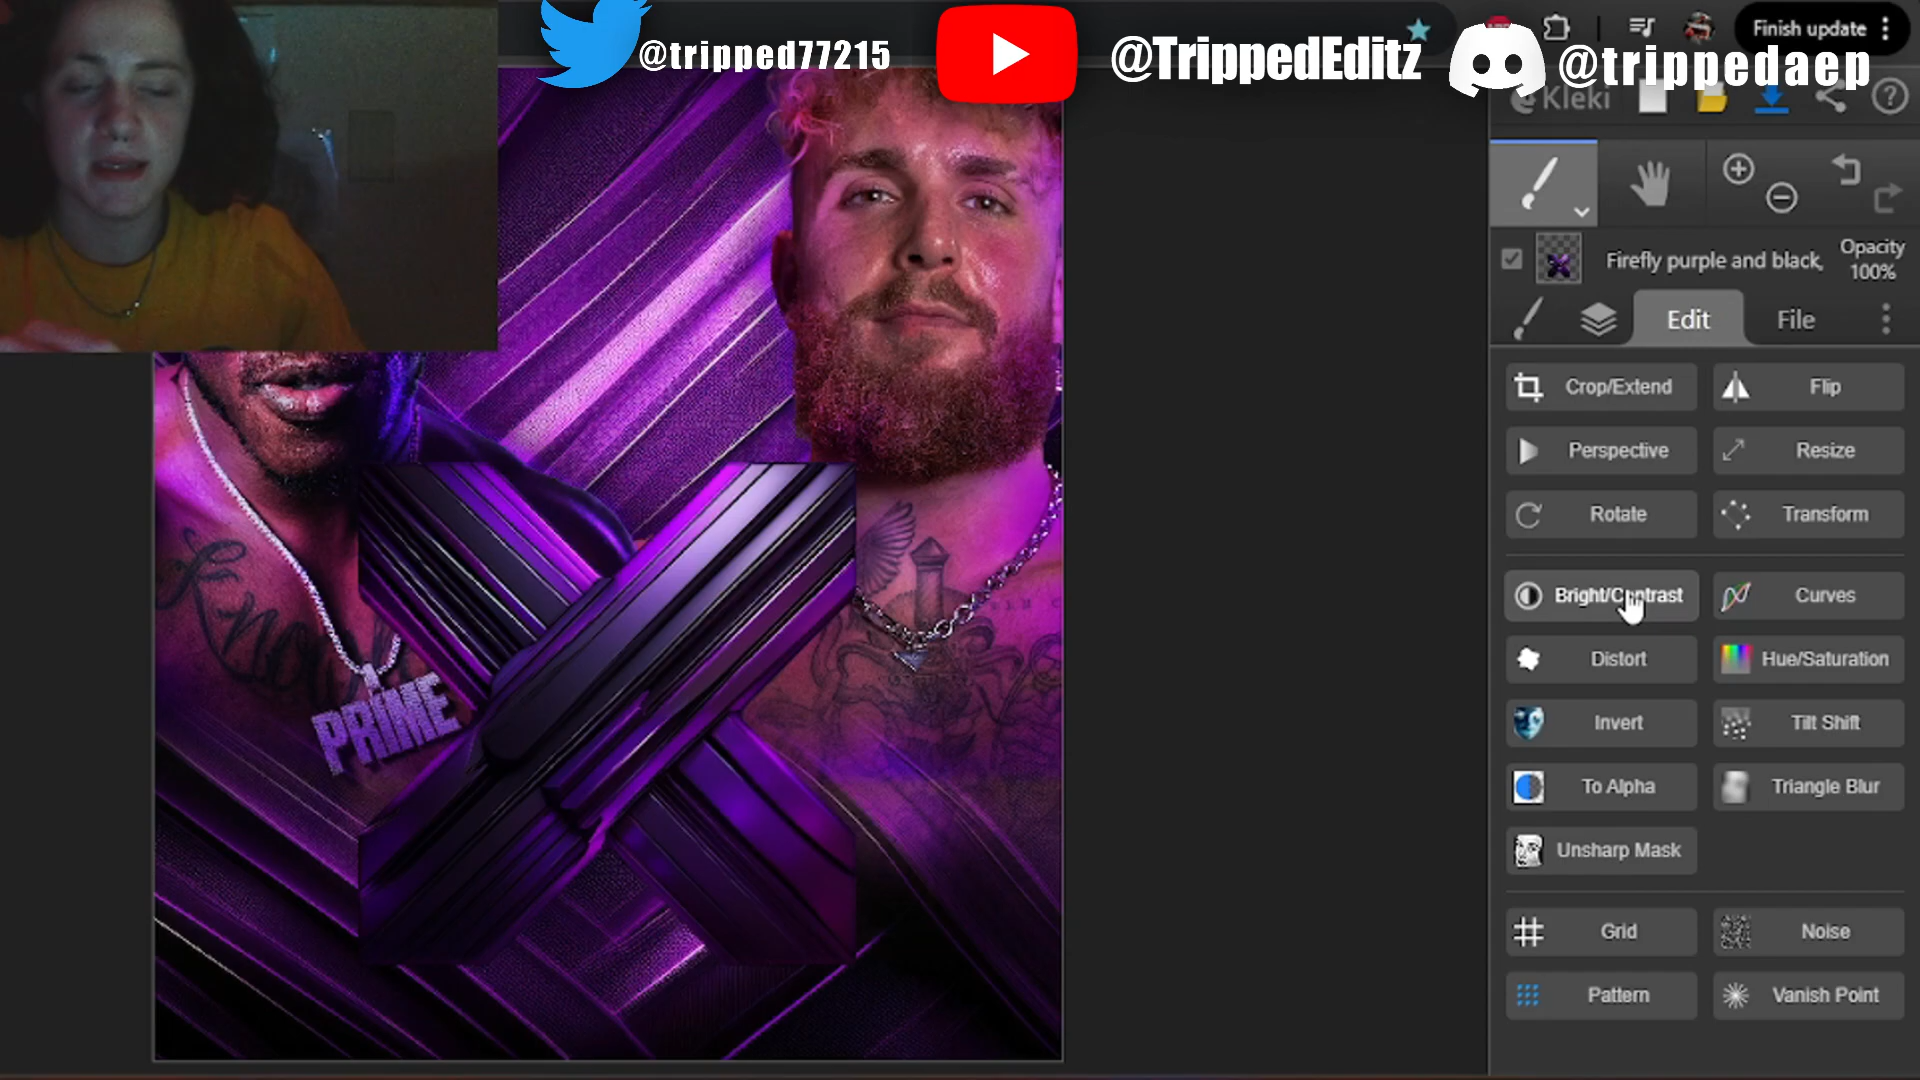 @tripped77215
@TrippedEditz
@trippedaep
Finish update
Kleki
Firefly purple and black,
Opacity
100%
Edit
File
Crop/Extend
Flip
Perspective
Resize
Rotate
Transform
Bright/Contrast
Curves
Distort
Hue/Saturation
Invert
Tilt Shift
To Alpha
Triangle Blur
Unsharp Mask
Grid
Noise
Pattern
Vanish Point
PRIME